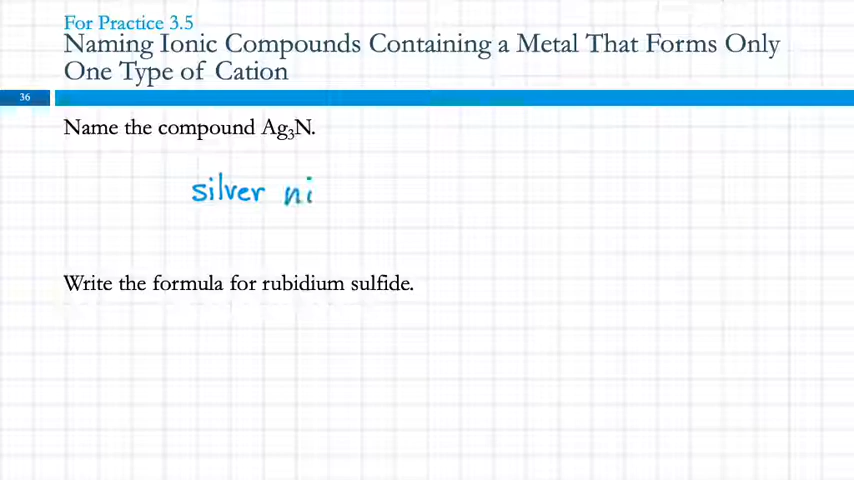 For Practice 3.5
Naming Ionic Compounds Containing a Metal That Forms Only
One Type of Cation
36
Name the compound Ag₃N.
silver ni
Write the formula for rubidium sulfide.